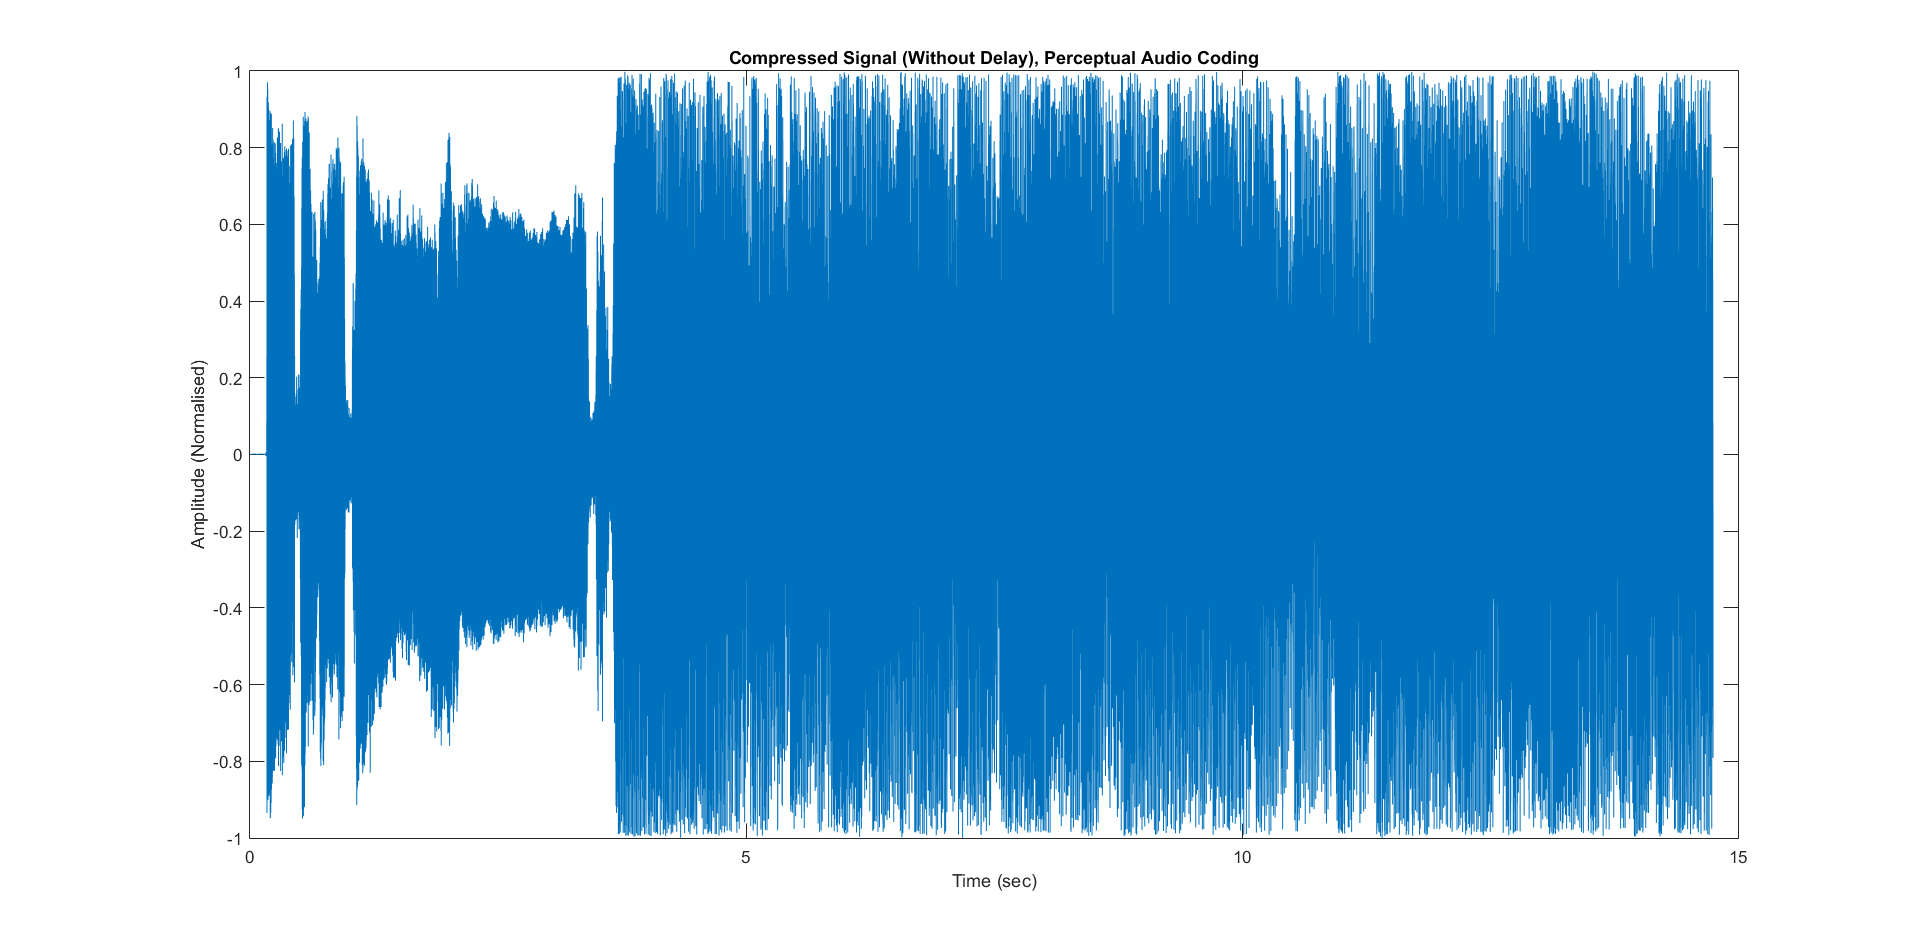 Compressed Signal (Without Delay), Perceptual Audio Coding
1
0.8
0.6
0.4
0.2
0
-0.2
-0.4
-0.6
-0.8
-1
Amplitude (Normalised)
0 5 10 15
Time (sec)